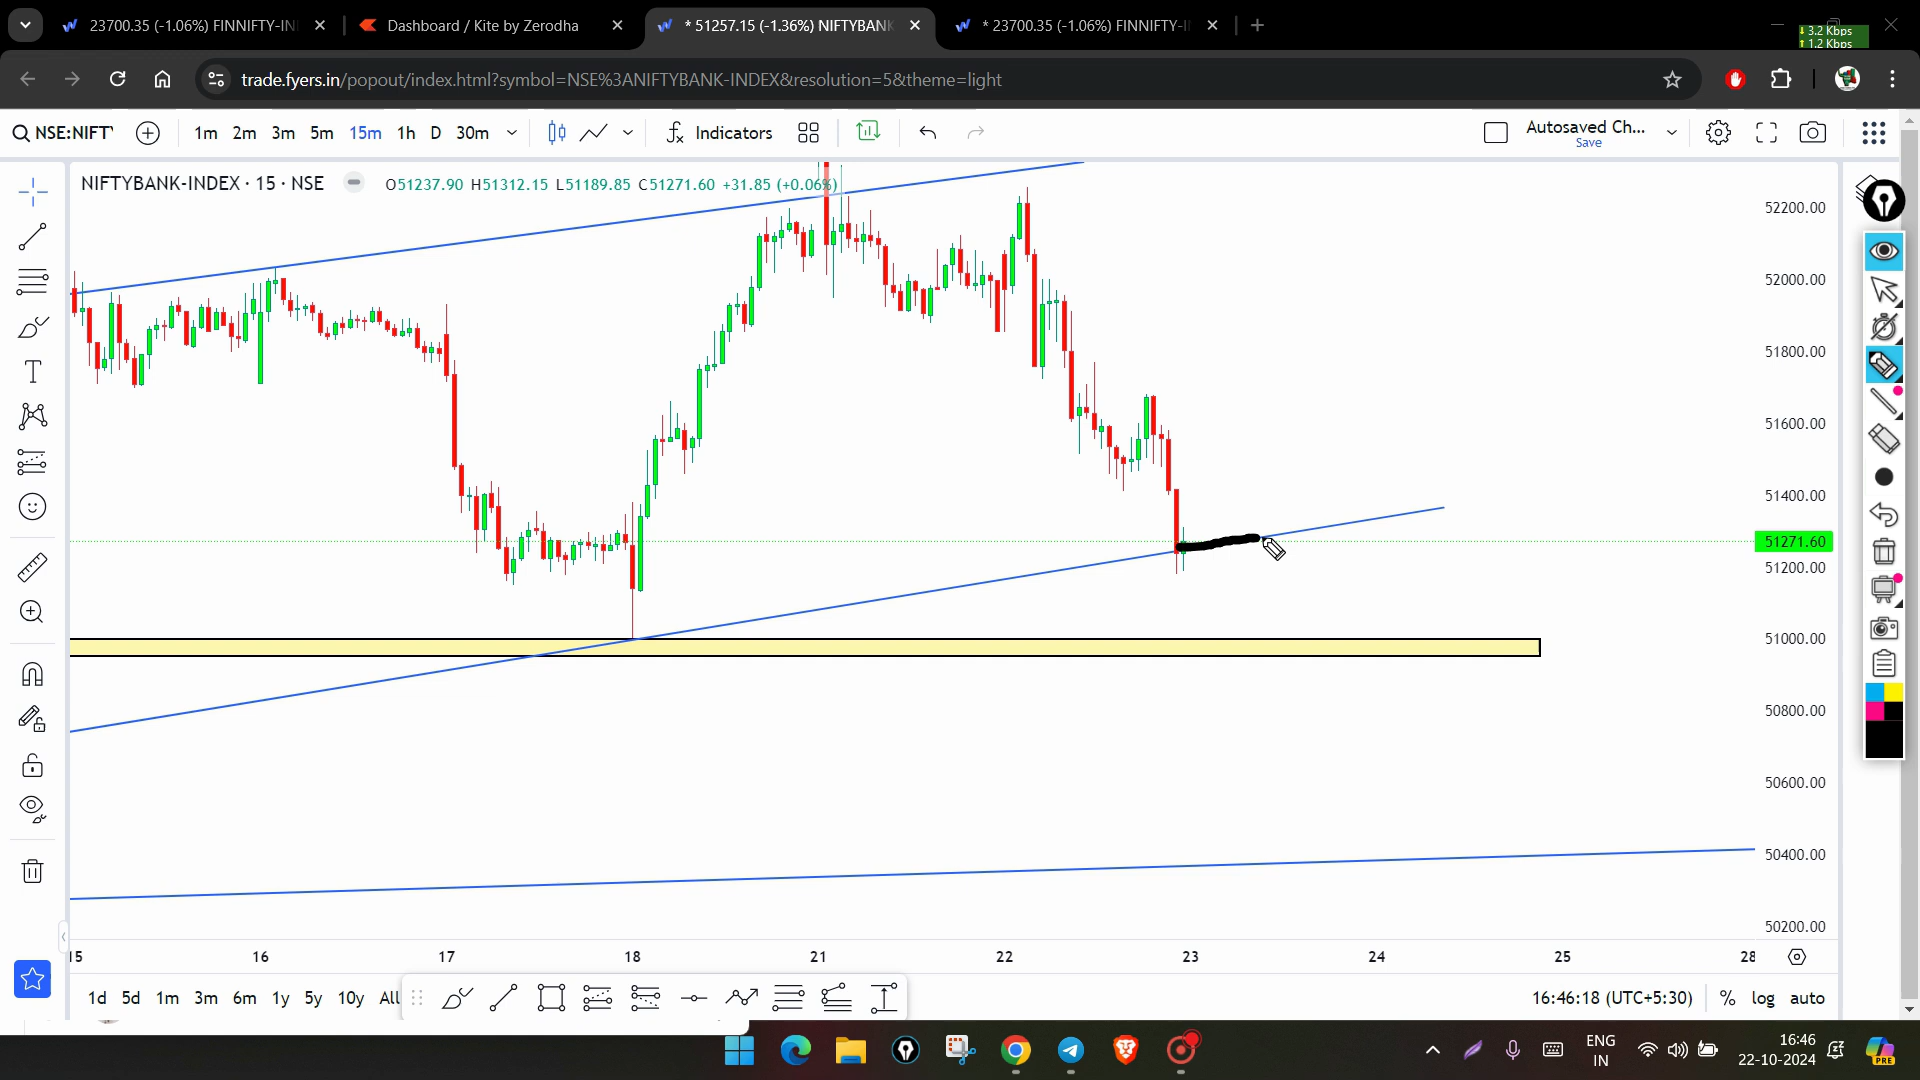 23700.35 (-1.06%) FINNIFTY-IN
Dashboard / Kite by Zerodha
* 51257.15 (-1.36%) NIFTYBANK
* 23700.35 (-1.06%) FINNIFTY-I
3.2 Kbps
1.2 Kbps
trade.fyers.in/popout/index.html?symbol=NSE%3ANIFTYBANK-INDEX&resolution=5&theme=light
NSE:NIFTY
1m 2m 3m 5m 15m 1h D 30m
Indicators
Autosaved Ch...
Save
NIFTYBANK-INDEX · 15 · NSE
O51237.90 H51312.15 L51189.85 C51271.60 +31.85 (+0.06%)
52200.00
52000.00
51800.00
51600.00
51400.00
51271.60
51200.00
51000.00
50800.00
50600.00
50400.00
50200.00
15 16 17 18 21 22 23 24 25 28
1d 5d 1m 3m 6m 1y 5y 10y All
16:46:18 (UTC+5:30)
% log auto
ENG
IN
16:46
22-10-2024
PRE